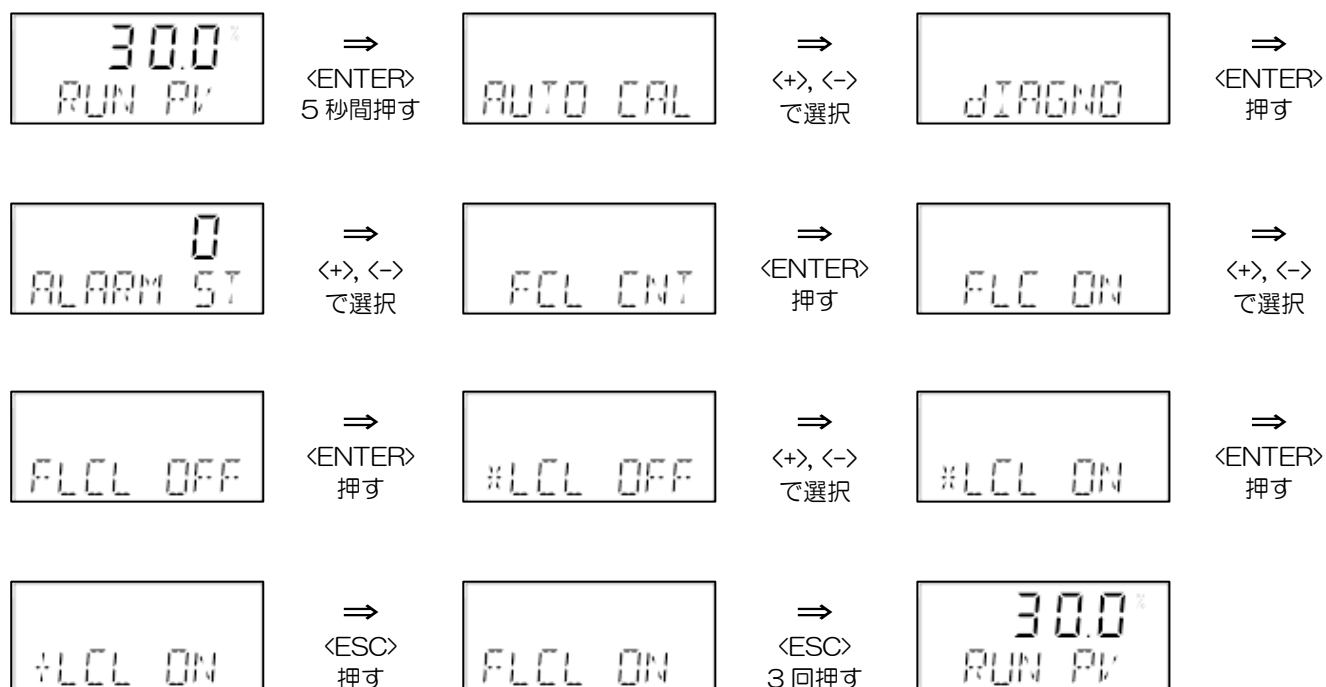 30.0 %
RUN PV
⇒
<ENTER>
5 秒間押す
AUTO CAL
⇒
<+>, <->
で選択
dIAGNO
⇒
<ENTER>
押す
0
ALARM ST
⇒
<+>, <->
で選択
FCL CNT
⇒
<ENTER>
押す
FLC ON
⇒
<+>, <->
で選択
FLCL OFF
⇒
<ENTER>
押す
*LCL OFF
⇒
<+>, <->
で選択
*LCL ON
⇒
<ENTER>
押す
+LCL ON
⇒
<ESC>
押す
FLCL ON
⇒
<ESC>
3 回押す
30.0 %
RUN PV